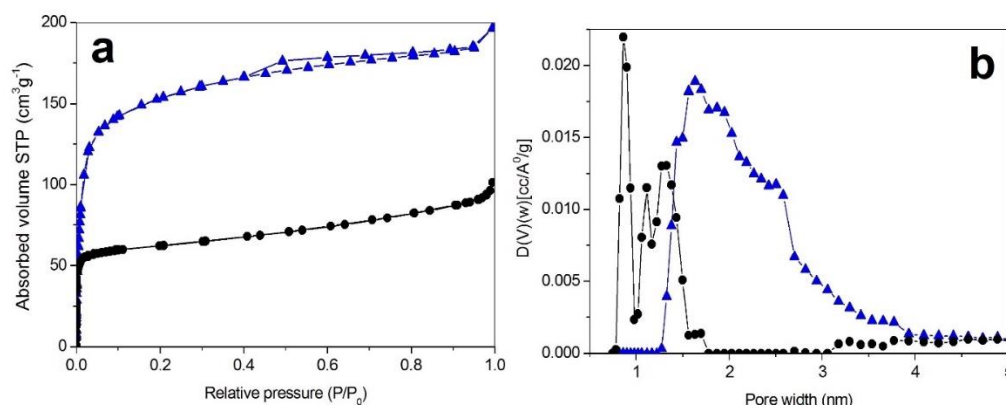 a
Absorbed volume STP (cm³g⁻¹)
200
150
100
50
0
0.0 0.2 0.4 0.6 0.8 1.0
Relative pressure (P/P₀)
b
D(V)(w)[cc/A⁰/g]
0.020
0.015
0.010
0.005
0.000
1 2 3 4 5
Pore width (nm)